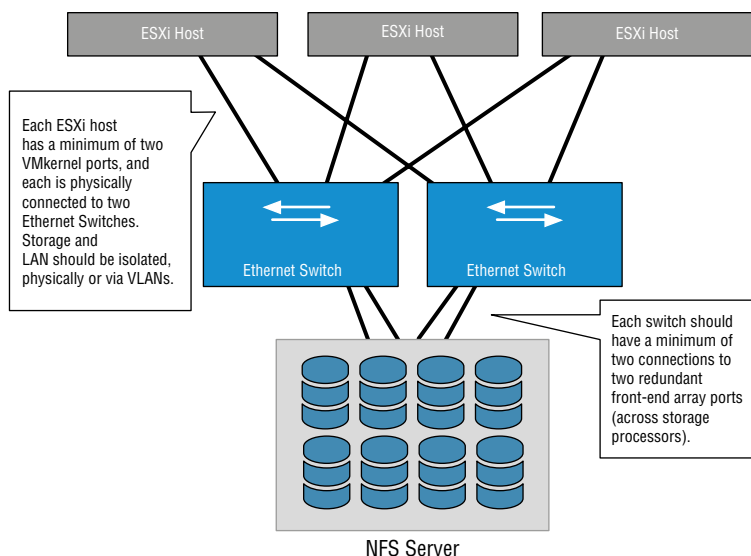 ESXi Host
ESXi Host
ESXi Host
Each ESXi host
has a minimum of two
VMkernel ports, and
each is physically
connected to two
Ethernet Switches.
Storage and
LAN should be isolated,
physically or via VLANs.
Ethernet Switch
Ethernet Switch
Each switch should
have a minimum of
two connections to
two redundant
front-end array ports
(across storage
processors).
NFS Server